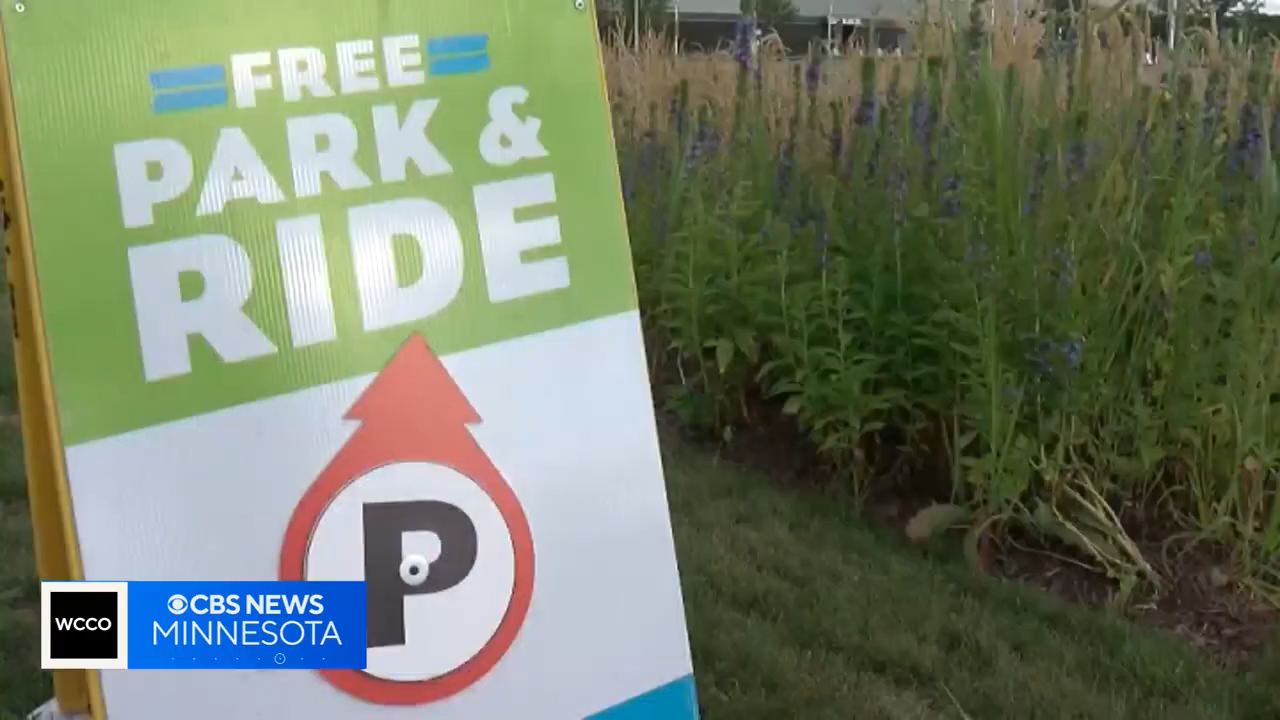 FREE
PARK &
RIDE
P
WCCO
CBS NEWS
MINNESOTA